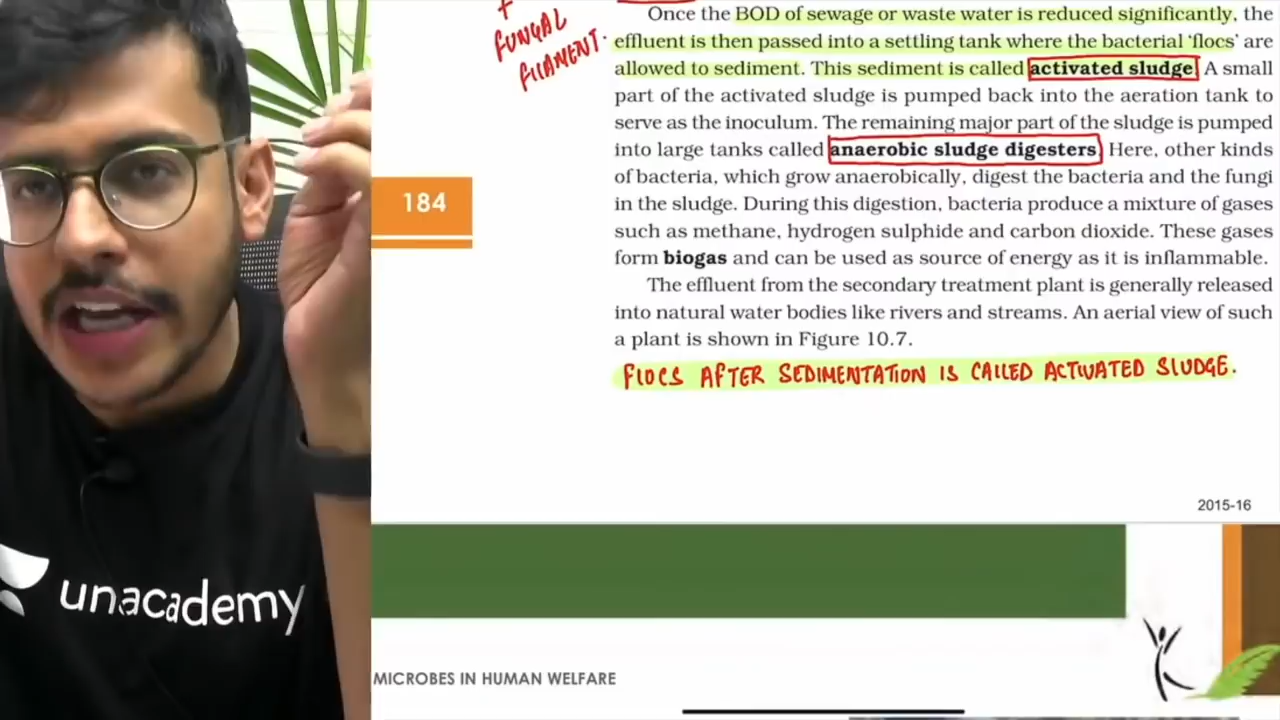 +
FUNGAL
FILAMENT.
Once the BOD of sewage or waste water is reduced significantly, the
effluent is then passed into a settling tank where the bacterial ‘flocs’ are
allowed to sediment. This sediment is called activated sludge. A small
part of the activated sludge is pumped back into the aeration tank to
serve as the inoculum. The remaining major part of the sludge is pumped
into large tanks called anaerobic sludge digesters. Here, other kinds
of bacteria, which grow anaerobically, digest the bacteria and the fungi
in the sludge. During this digestion, bacteria produce a mixture of gases
such as methane, hydrogen sulphide and carbon dioxide. These gases
form biogas and can be used as source of energy as it is inflammable.
184
The effluent from the secondary treatment plant is generally released
into natural water bodies like rivers and streams. An aerial view of such
a plant is shown in Figure 10.7.
FLOCS AFTER SEDIMENTATION IS CALLED ACTIVATED SLUDGE.
2015-16
unacademy
MICROBES IN HUMAN WELFARE